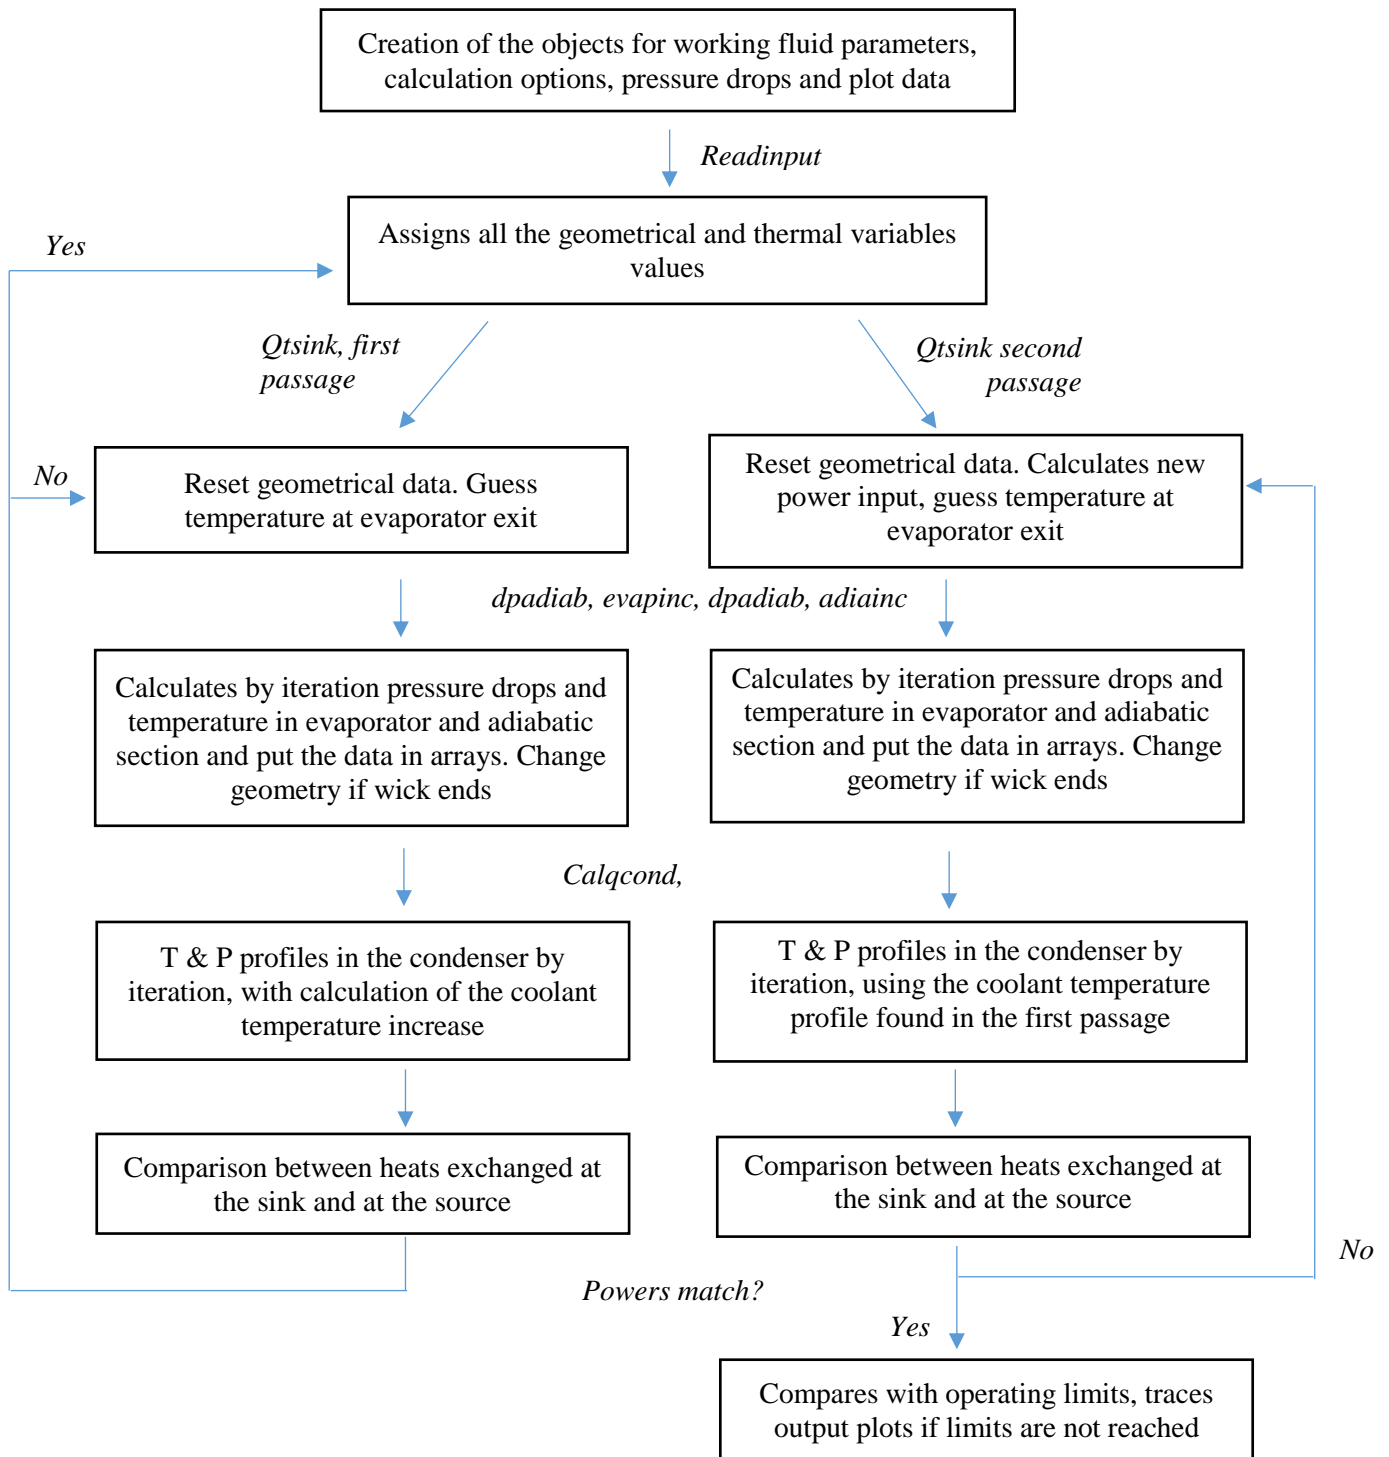 Creation of the objects for working fluid parameters,
calculation options, pressure drops and plot data
Readinput
Assigns all the geometrical and thermal variables
values
Yes
Qtsink, first
passage
Qtsink second
passage
No
Reset geometrical data. Guess
temperature at evaporator exit
Reset geometrical data. Calculates new
power input, guess temperature at
evaporator exit
dpadiab, evapinc, dpadiab, adiainc
Calculates by iteration pressure drops and
temperature in evaporator and adiabatic
section and put the data in arrays. Change
geometry if wick ends
Calculates by iteration pressure drops and
temperature in evaporator and adiabatic
section and put the data in arrays. Change
geometry if wick ends
Calqcond,
T & P profiles in the condenser by
iteration, with calculation of the coolant
temperature increase
T & P profiles in the condenser by
iteration, using the coolant temperature
profile found in the first passage
Comparison between heats exchanged at
the sink and at the source
Comparison between heats exchanged at
the sink and at the source
No
Powers match?
Yes
Compares with operating limits, traces
output plots if limits are not reached